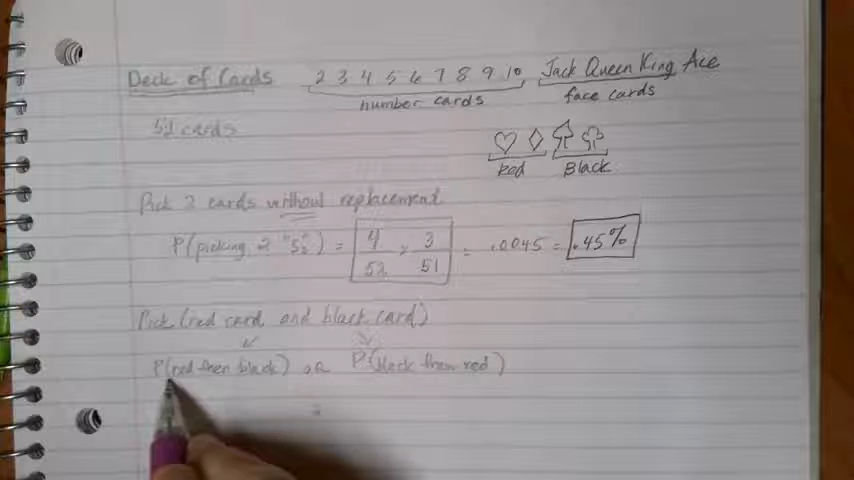 Deck of Cards 2 3 4 5 6 7 8 9 10 Jack Queen King Ace
number cards face cards
52 cards
Red Black
Pick 2 cards without replacement
P(picking 2 "5s") = 4/52 × 3/51 = .0045 = .45%
Pick (red card and black card)
P(red then black) OR P(black then red)